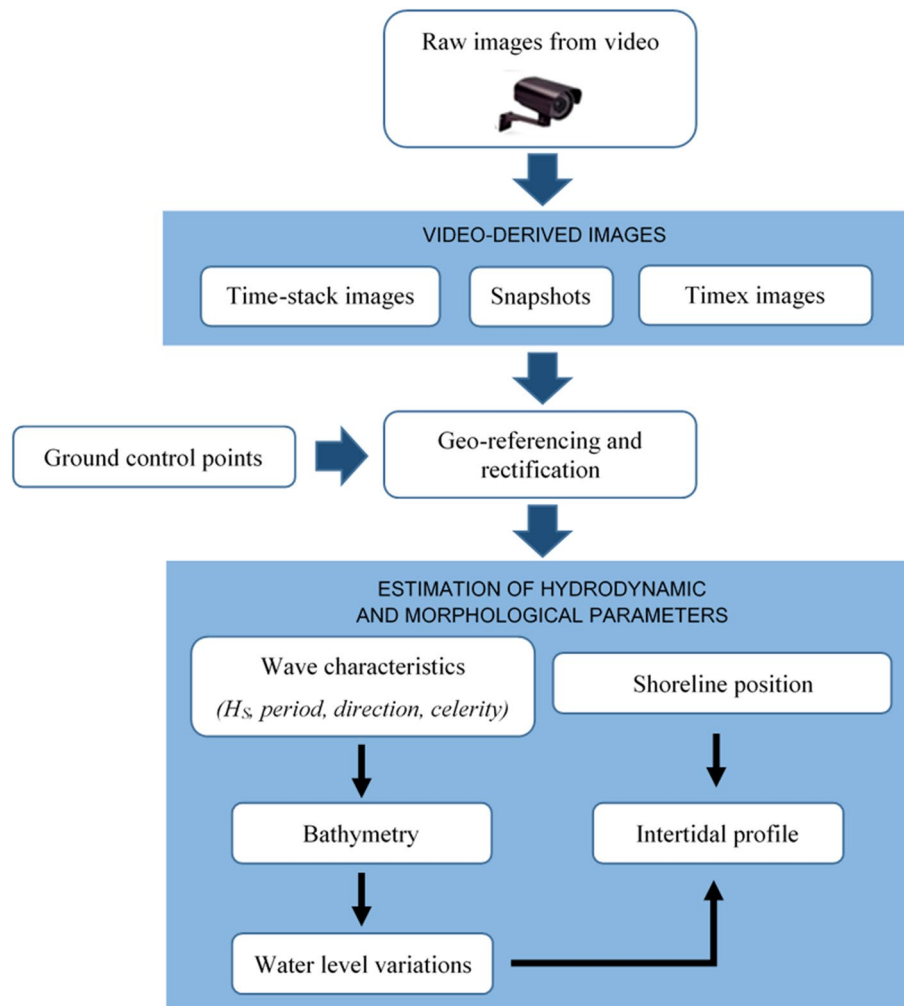 Raw images from video
VIDEO-DERIVED IMAGES
Time-stack images
Snapshots
Timex images
Ground control points
Geo-referencing and
rectification
ESTIMATION OF HYDRODYNAMIC
AND MORPHOLOGICAL PARAMETERS
Wave characteristics
(HS, period, direction, celerity)
Shoreline position
Bathymetry
Intertidal profile
Water level variations